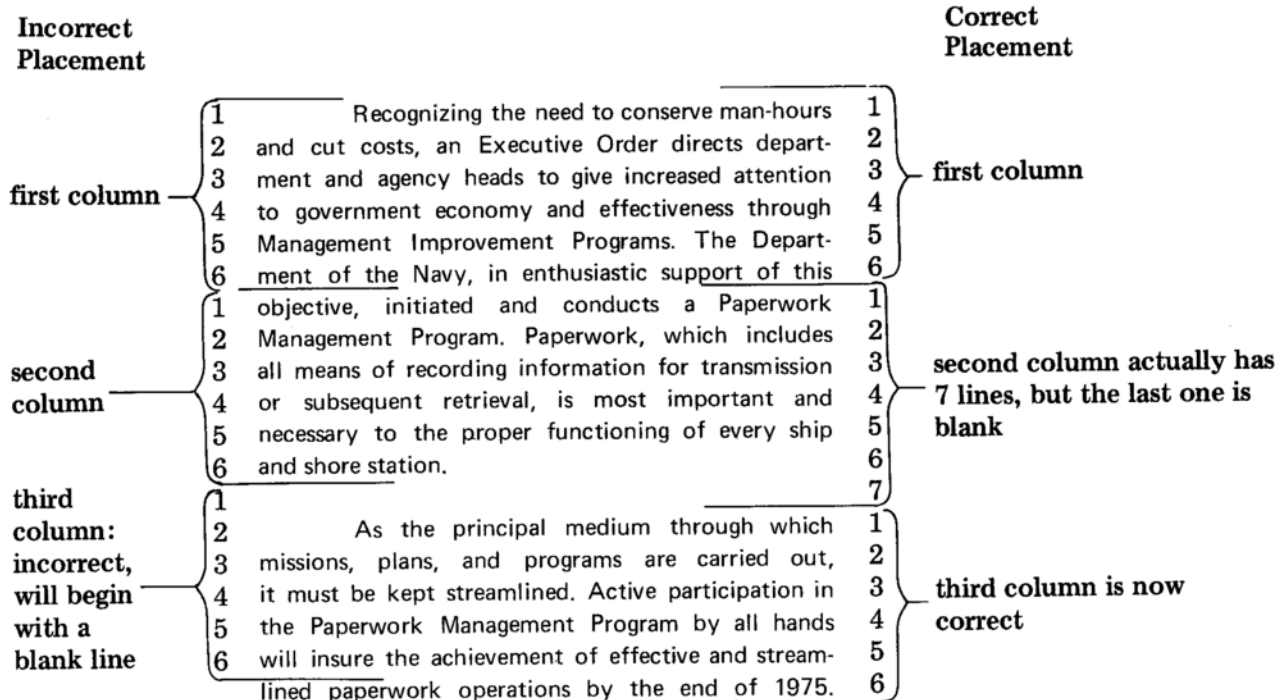 Incorrect
Placement
Correct
Placement
first column
1
2
3
4
5
6
second
column
1
2
3
4
5
6
third
column:
incorrect,
will begin
with a
blank line
1
2
3
4
5
6
Recognizing the need to conserve man-hours
and cut costs, an Executive Order directs depart-
ment and agency heads to give increased attention
to government economy and effectiveness through
Management Improvement Programs. The Depart-
ment of the Navy, in enthusiastic support of this
objective, initiated and conducts a Paperwork
Management Program. Paperwork, which includes
all means of recording information for transmission
or subsequent retrieval, is most important and
necessary to the proper functioning of every ship
and shore station.
As the principal medium through which
missions, plans, and programs are carried out,
it must be kept streamlined. Active participation in
the Paperwork Management Program by all hands
will insure the achievement of effective and stream-
lined paperwork operations by the end of 1975.
1
2
3
4
5
6
first column
1
2
3
4
5
6
7
second column actually has
7 lines, but the last one is
blank
1
2
3
4
5
6
third column is now
correct